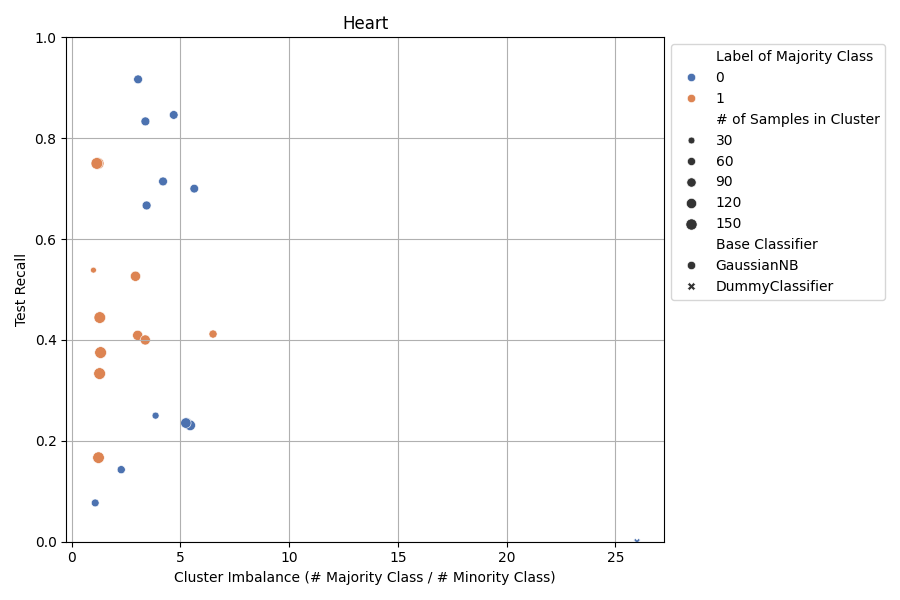 Heart
1.0
0.8
0.6
0.4
0.2
0.0
Test Recall
0 5 10 15 20 25
Cluster Imbalance (# Majority Class / # Minority Class)
Label of Majority Class
0
1
# of Samples in Cluster
30
60
90
120
150
Base Classifier
GaussianNB
DummyClassifier